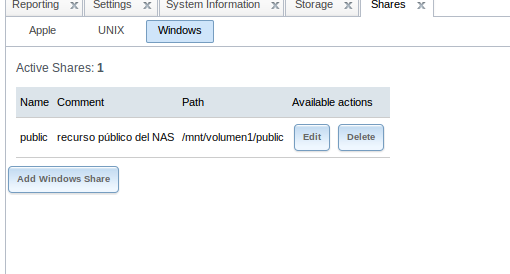 Reporting x Settings x System Information x Storage x Shares x
Apple UNIX Windows
Active Shares: 1
Name Comment Path Available actions
public recurso público del NAS /mnt/volumen1/public Edit Delete
Add Windows Share